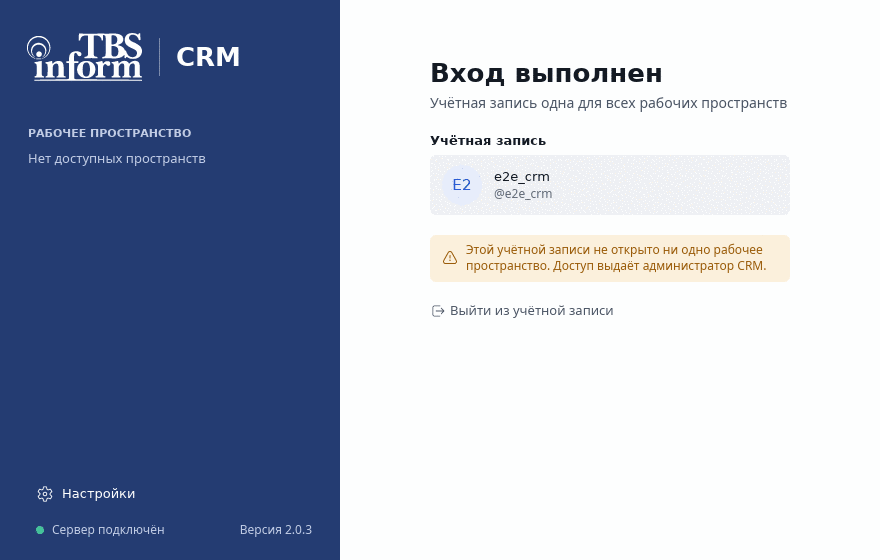 TBS
inform
CRM
РАБОЧЕЕ ПРОСТРАНСТВО
Нет доступных пространств
Настройки
Сервер подключён
Версия 2.0.3
Вход выполнен
Учётная запись одна для всех рабочих пространств
Учётная запись
E2
e2e_crm
@e2e_crm
Этой учётной записи не открыто ни одно рабочее
пространство. Доступ выдаёт администратор CRM.
Выйти из учётной записи